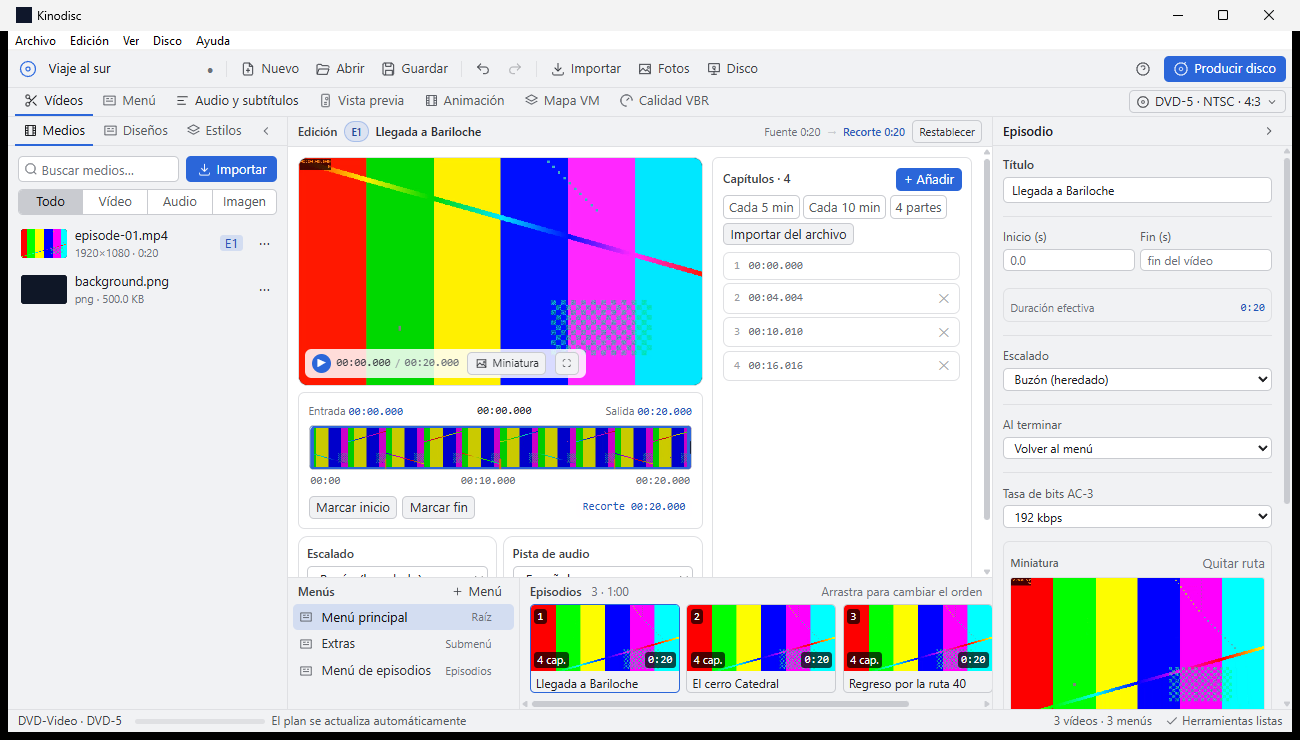 Kinodisc
Archivo Edición Ver Disco Ayuda
Viaje al sur
Nuevo Abrir Guardar Importar Fotos Disco
Producir disco
Vídeos Menú Audio y subtítulos Vista previa Animación Mapa VM Calidad VBR
DVD-5 · NTSC · 4:3
Medios Diseños Estilos
Buscar medios... Importar
Todo Vídeo Audio Imagen
episode-01.mp4
1920×1080 · 0:20
E1
background.png
png · 500.0 KB
Edición E1 Llegada a Bariloche
Fuente 0:20 → Recorte 0:20 Restablecer
00:00.000 / 00:20.000 Miniatura
Entrada 00:00.000 00:00.000 Salida 00:20.000
00:00 00:10.000 00:20.000
Marcar inicio Marcar fin Recorte 00:20.000
Escalado
Pista de audio
Capítulos · 4 + Añadir
Cada 5 min Cada 10 min 4 partes
Importar del archivo
1 00:00.000
2 00:04.004
3 00:10.010
4 00:16.016
Menús + Menú
Menú principal Raíz
Extras Submenú
Menú de episodios Episodios
Episodios 3 · 1:00 Arrastra para cambiar el orden
1 4 cap. 0:20
Llegada a Bariloche
2 4 cap. 0:20
El cerro Catedral
3 4 cap. 0:20
Regreso por la ruta 40
Episodio
Título
Llegada a Bariloche
Inicio (s) Fin (s)
0.0 fin del vídeo
Duración efectiva 0:20
Escalado
Buzón (heredado)
Al terminar
Volver al menú
Tasa de bits AC-3
192 kbps
Miniatura Quitar ruta
DVD-Video · DVD-5 El plan se actualiza automáticamente
3 vídeos · 3 menús Herramientas listas